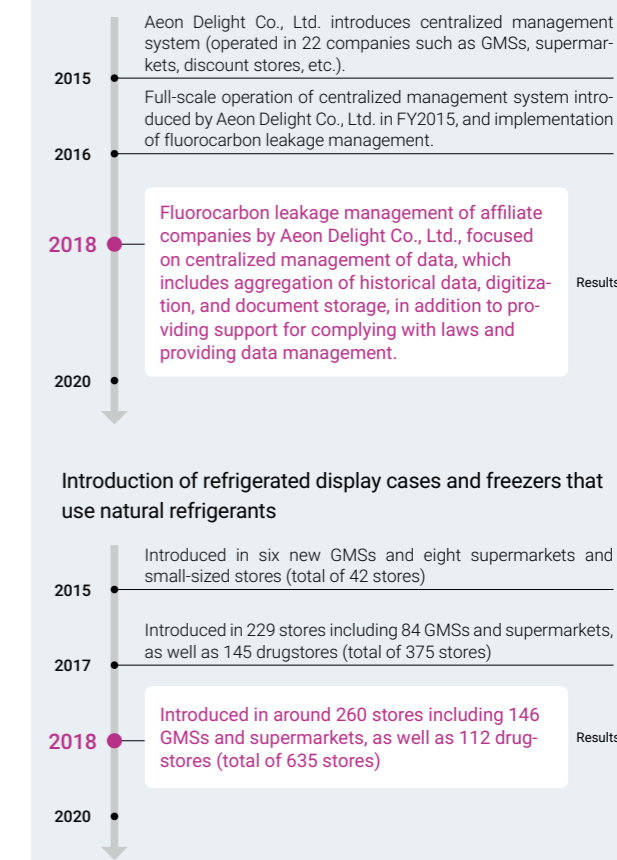 Aeon Delight Co., Ltd. introduces centralized management
system (operated in 22 companies such as GMSs, supermar-
kets, discount stores, etc.).
2015
Full-scale operation of centralized management system intro-
duced by Aeon Delight Co., Ltd. in FY2015, and implementation
of fluorocarbon leakage management.
2016
2018
Fluorocarbon leakage management of affiliate
companies by Aeon Delight Co., Ltd., focused
on centralized management of data, which
includes aggregation of historical data, digitiza-
tion, and document storage, in addition to pro-
viding support for complying with laws and
providing data management.
Results
2020
Introduction of refrigerated display cases and freezers that
use natural refrigerants
Introduced in six new GMSs and eight supermarkets and
small-sized stores (total of 42 stores)
2015
Introduced in 229 stores including 84 GMSs and supermarkets,
as well as 145 drugstores (total of 375 stores)
2017
2018
Introduced in around 260 stores including 146
GMSs and supermarkets, as well as 112 drug-
stores (total of 635 stores)
Results
2020